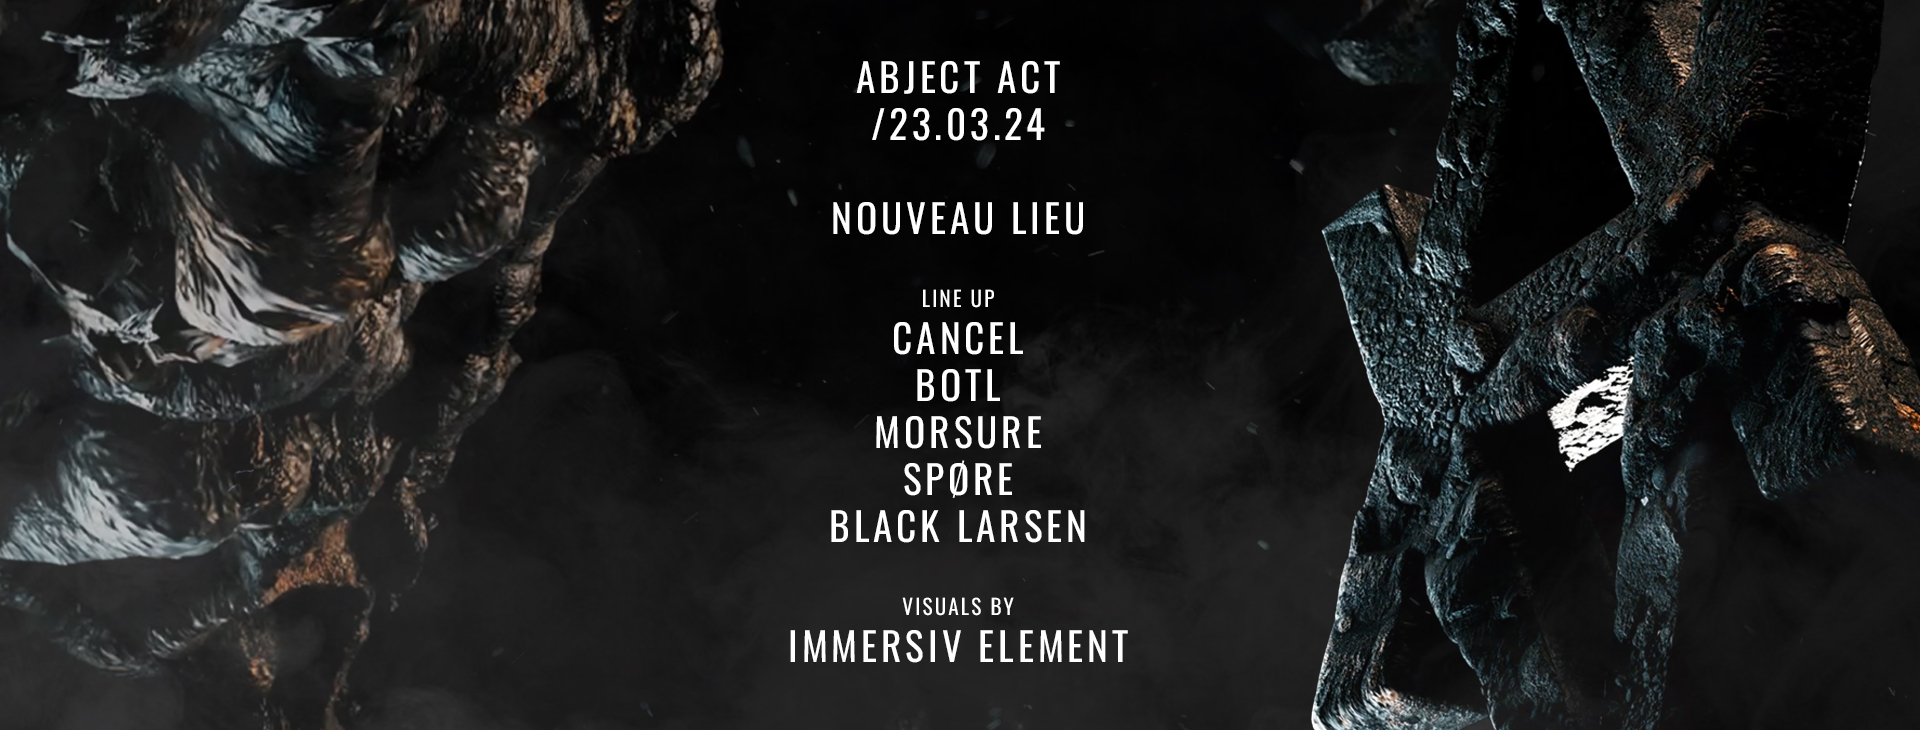 ABJECT ACT
/23.03.24
NOUVEAU LIEU
LINE UP
CANCEL
BOTL
MORSURE
SPØRE
BLACK LARSEN
VISUALS BY
IMMERSIV ELEMENT